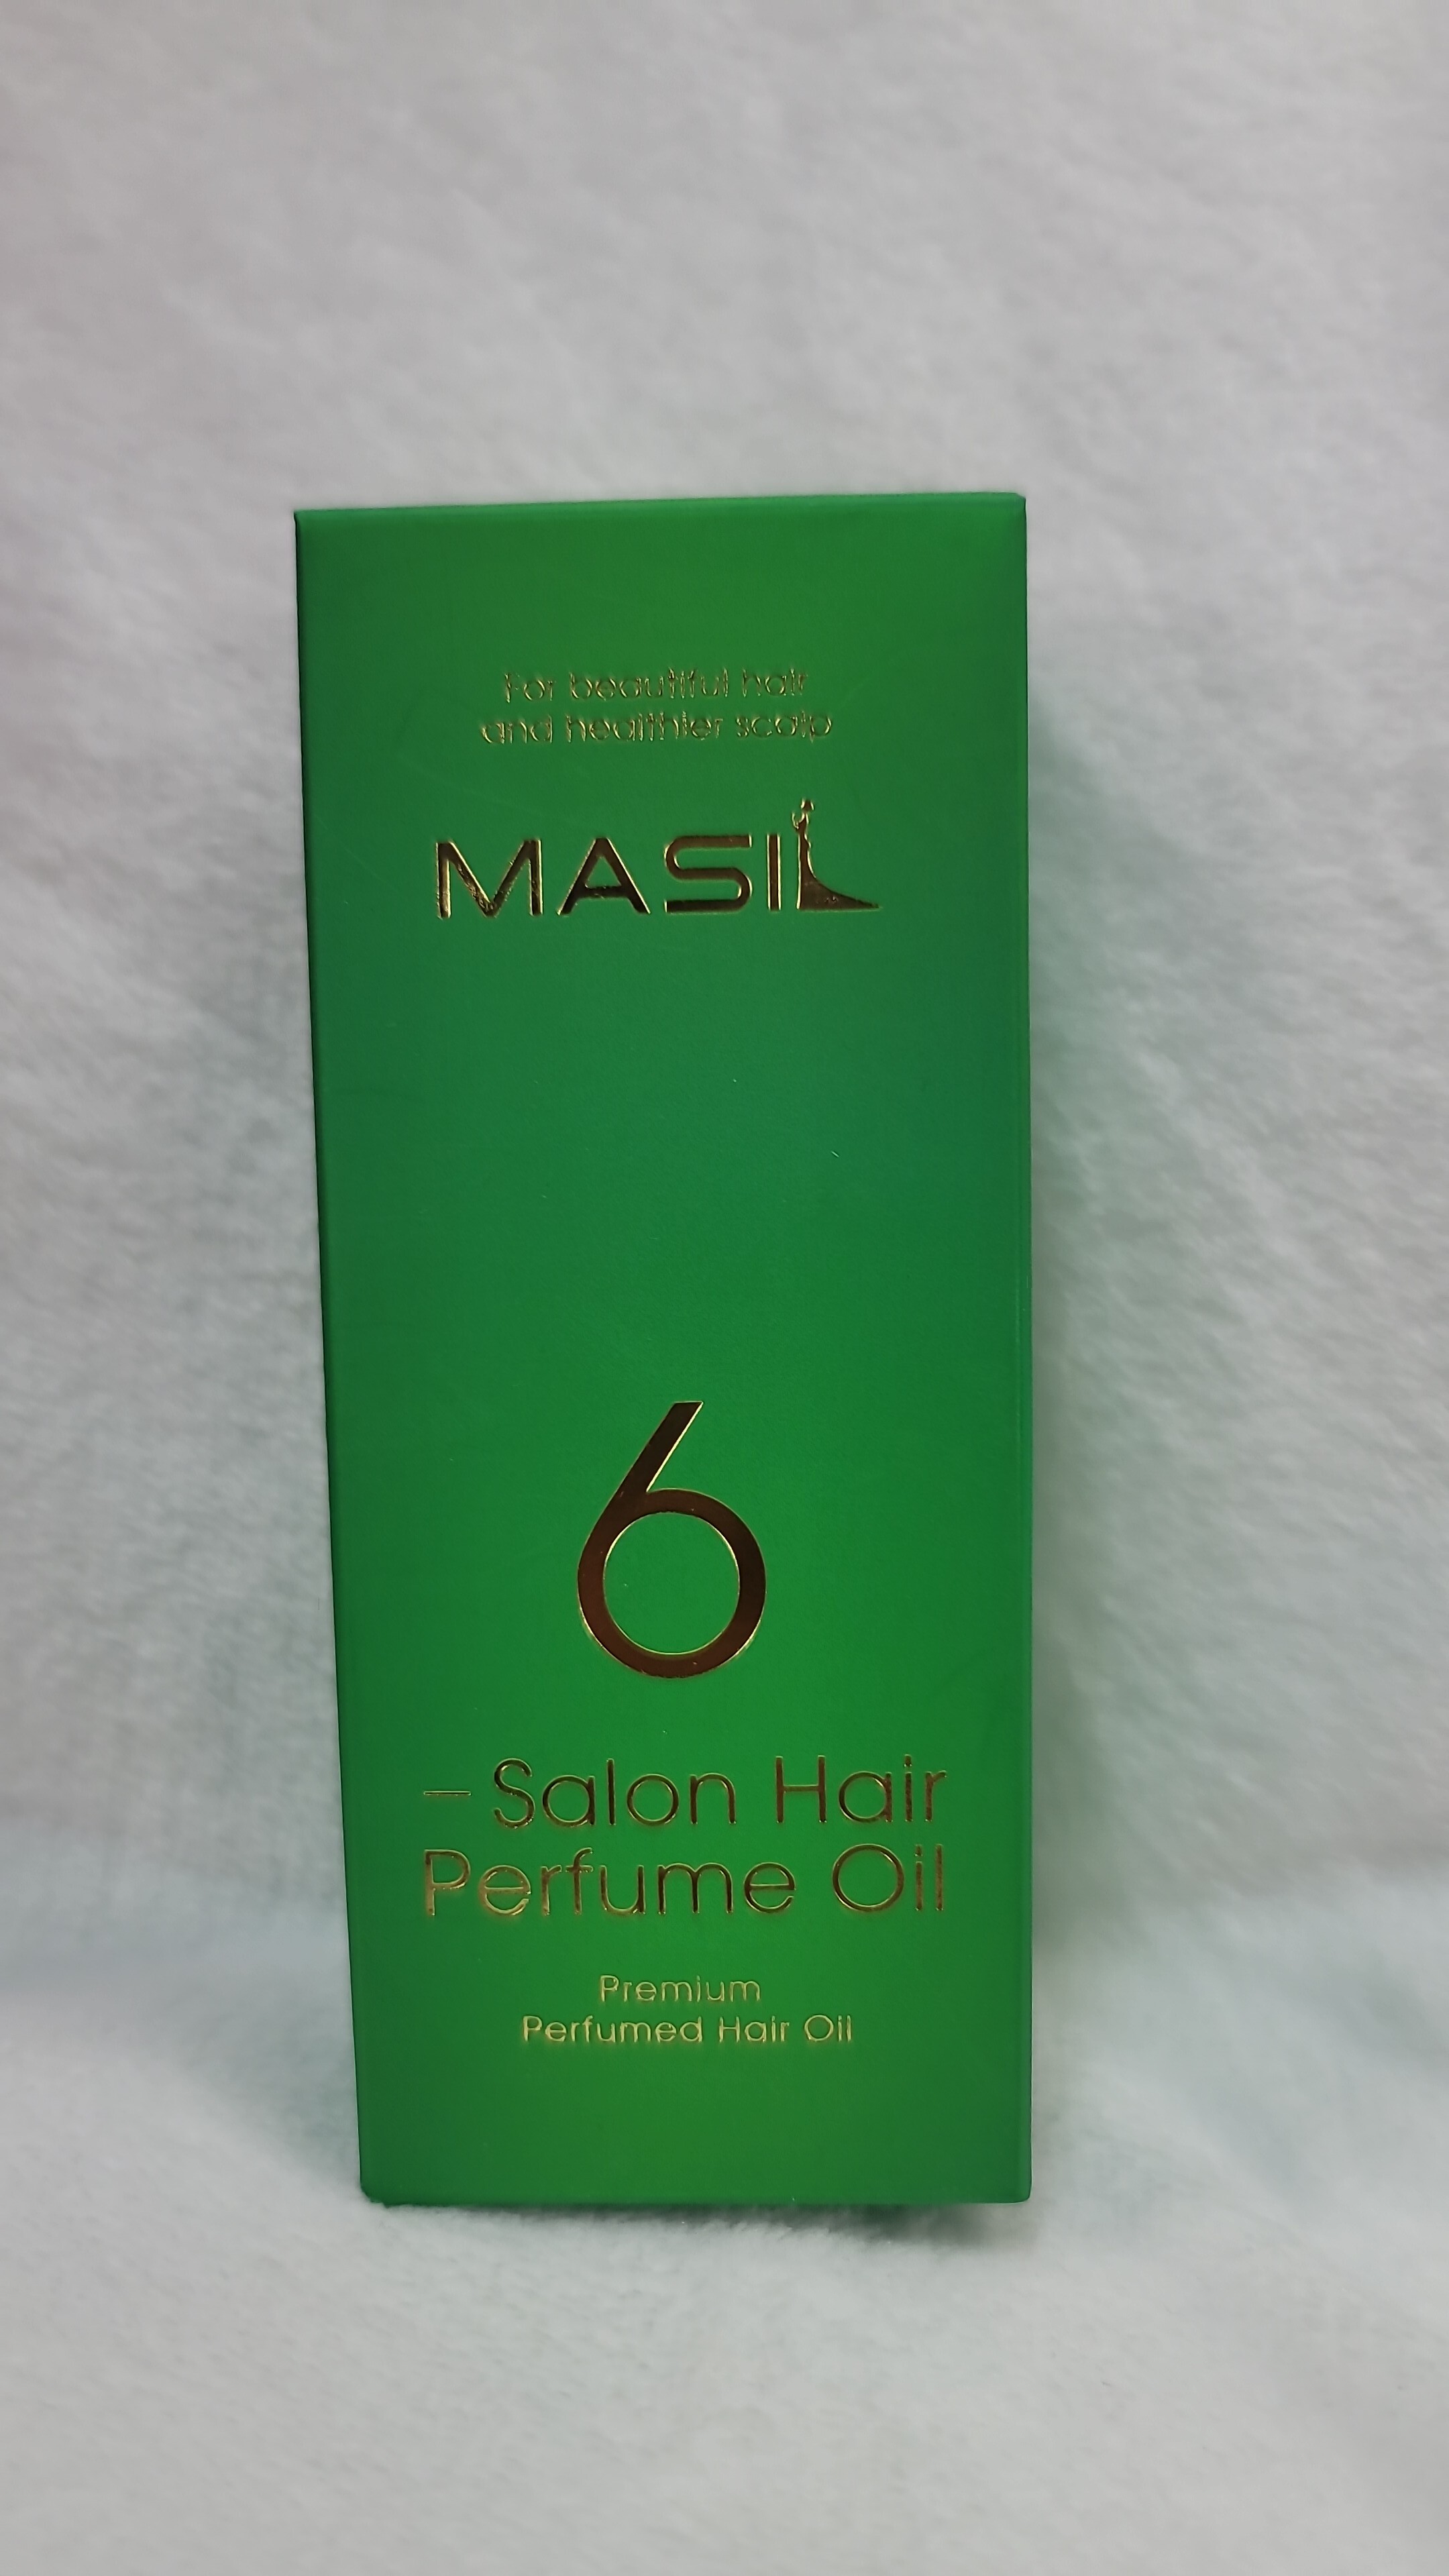 For beautiful hair
and healthier scalp
MASIL
6
- Salon Hair
Perfume Oil
Premium
Perfumed Hair Oil